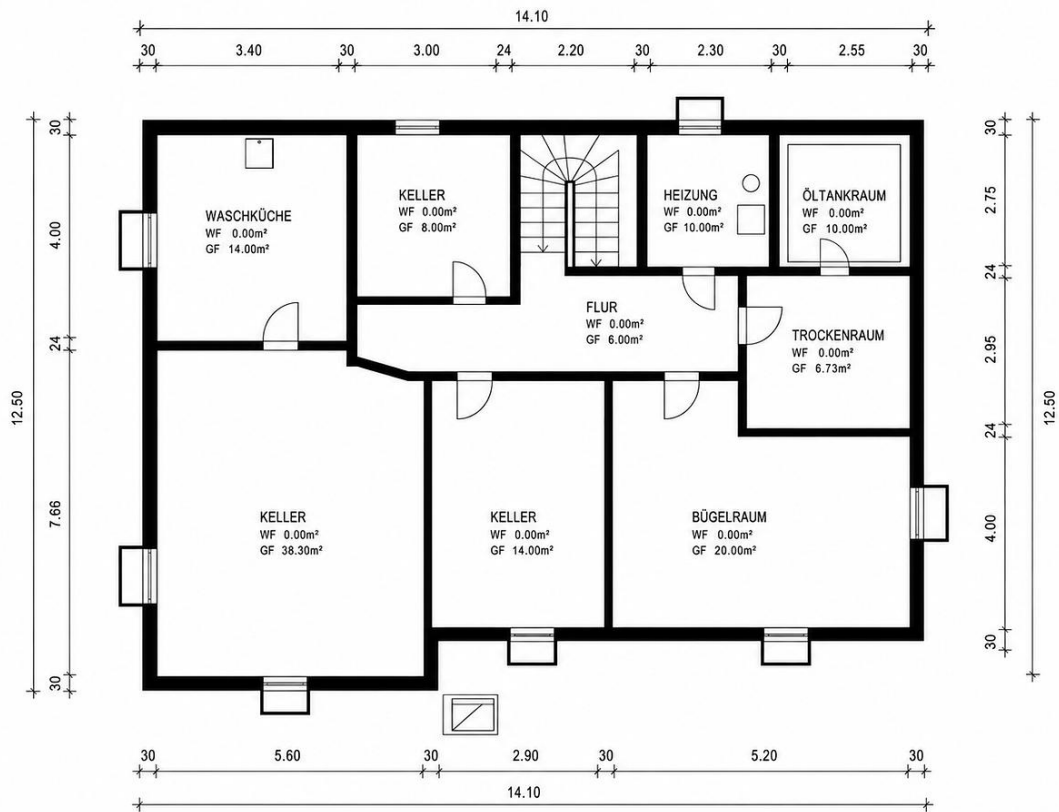 14.10
30 3.40 30 3.00 24 2.20 30 2.30 30 2.55 30
30
4.00
24
7.66
30
12.50
30
2.75
24
2.95
24
4.00
30
12.50
WASCHKÜCHE
WF 0.00m²
GF 14.00m²
KELLER
WF 0.00m²
GF 8.00m²
HEIZUNG
WF 0.00m²
GF 10.00m²
ÖLTANKRAUM
WF 0.00m²
GF 10.00m²
FLUR
WF 0.00m²
GF 6.00m²
TROCKENRAUM
WF 0.00m²
GF 6.73m²
KELLER
WF 0.00m²
GF 38.30m²
KELLER
WF 0.00m²
GF 14.00m²
BÜGELRAUM
WF 0.00m²
GF 20.00m²
30 5.60 30 2.90 30 5.20 30
14.10